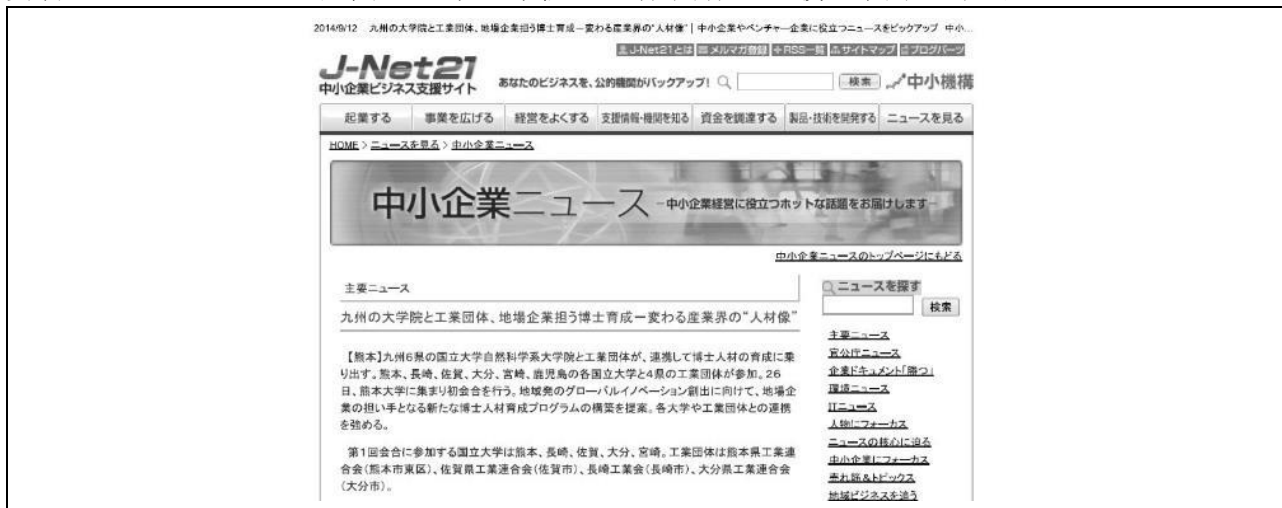 2014/9/12 九州の大学院と工業団体、地場企業担う博士育成－変わる産業界の“人材像” | 中小企業やベンチャー企業に役立つニュースをピックアップ 中小...
J-Net21とは メルマガ登録 RSS一覧 サイトマップ ブログパーツ
J-Net21
中小企業ビジネス支援サイト
あなたのビジネスを、公的機関がバックアップ!
検索
中小機構
起業する 事業を広げる 経営をよくする 支援情報・機関を知る 資金を調達する 製品・技術を開発する ニュースを見る
HOME > ニュースを見る > 中小企業ニュース
中小企業ニュース －中小企業経営に役立つホットな話題をお届けします－
中小企業ニュースのトップページにもどる
主要ニュース
九州の大学院と工業団体、地場企業担う博士育成－変わる産業界の“人材像”
【熊本】九州6県の国立大学自然科学系大学院と工業団体が、連携して博士人材の育成に乗
り出す。熊本、長崎、佐賀、大分、宮崎、鹿児島の各国立大学と4県の工業団体が参加。26
日、熊本大学に集まり初会合を行う。地域発のグローバルイノベーション創出に向けて、地場企
業の担い手となる新たな博士人材育成プログラムの構築を提案。各大学や工業団体との連携
を強める。
第1回会合に参加する国立大学は熊本、長崎、佐賀、大分、宮崎。工業団体は熊本県工業連
合会(熊本市東区)、佐賀県工業連合会(佐賀市)、長崎工業会(長崎市)、大分県工業連合会
(大分市)。
ニュースを探す
検索
主要ニュース
官公庁ニュース
企業ドキュメント「勝つ」
環境ニュース
ITニュース
人物にフォーカス
ニュースの核心に迫る
中小企業にフォーカス
売れ筋&トピックス
地域ビジネスを追う